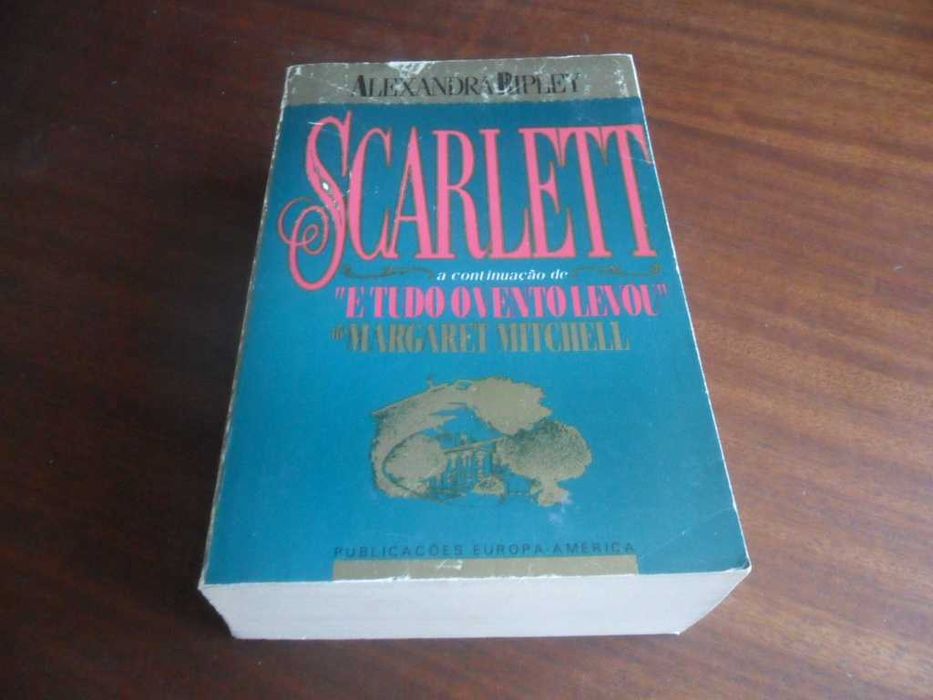 ALEXANDRA RIPLEY
SCARLETT
a continuação de
"E TUDO O VENTO LEVOU"
de MARGARET MITCHELL
PUBLICAÇÕES EUROPA-AMÉRICA